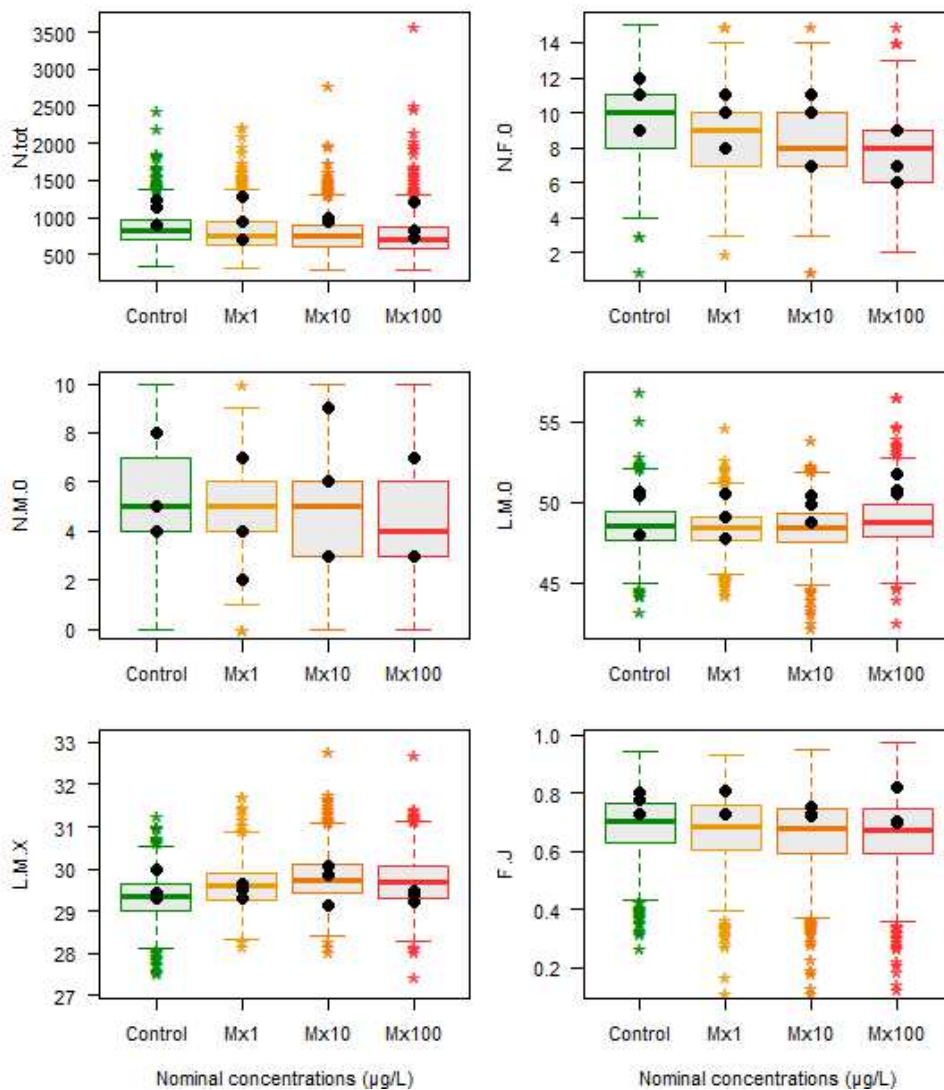 N.tot
3500
3000
2500
2000
1500
1000
500
Control Mx1 Mx10 Mx100
N.F.0
14
12
10
8
6
4
2
Control Mx1 Mx10 Mx100
N.M.0
10
8
6
4
2
0
Control Mx1 Mx10 Mx100
L.M.0
55
50
45
Control Mx1 Mx10 Mx100
L.M.X
33
32
31
30
29
28
27
Control Mx1 Mx10 Mx100
Nominal concentrations (µg/L)
F.J
1.0
0.8
0.6
0.4
0.2
Control Mx1 Mx10 Mx100
Nominal concentrations (µg/L)